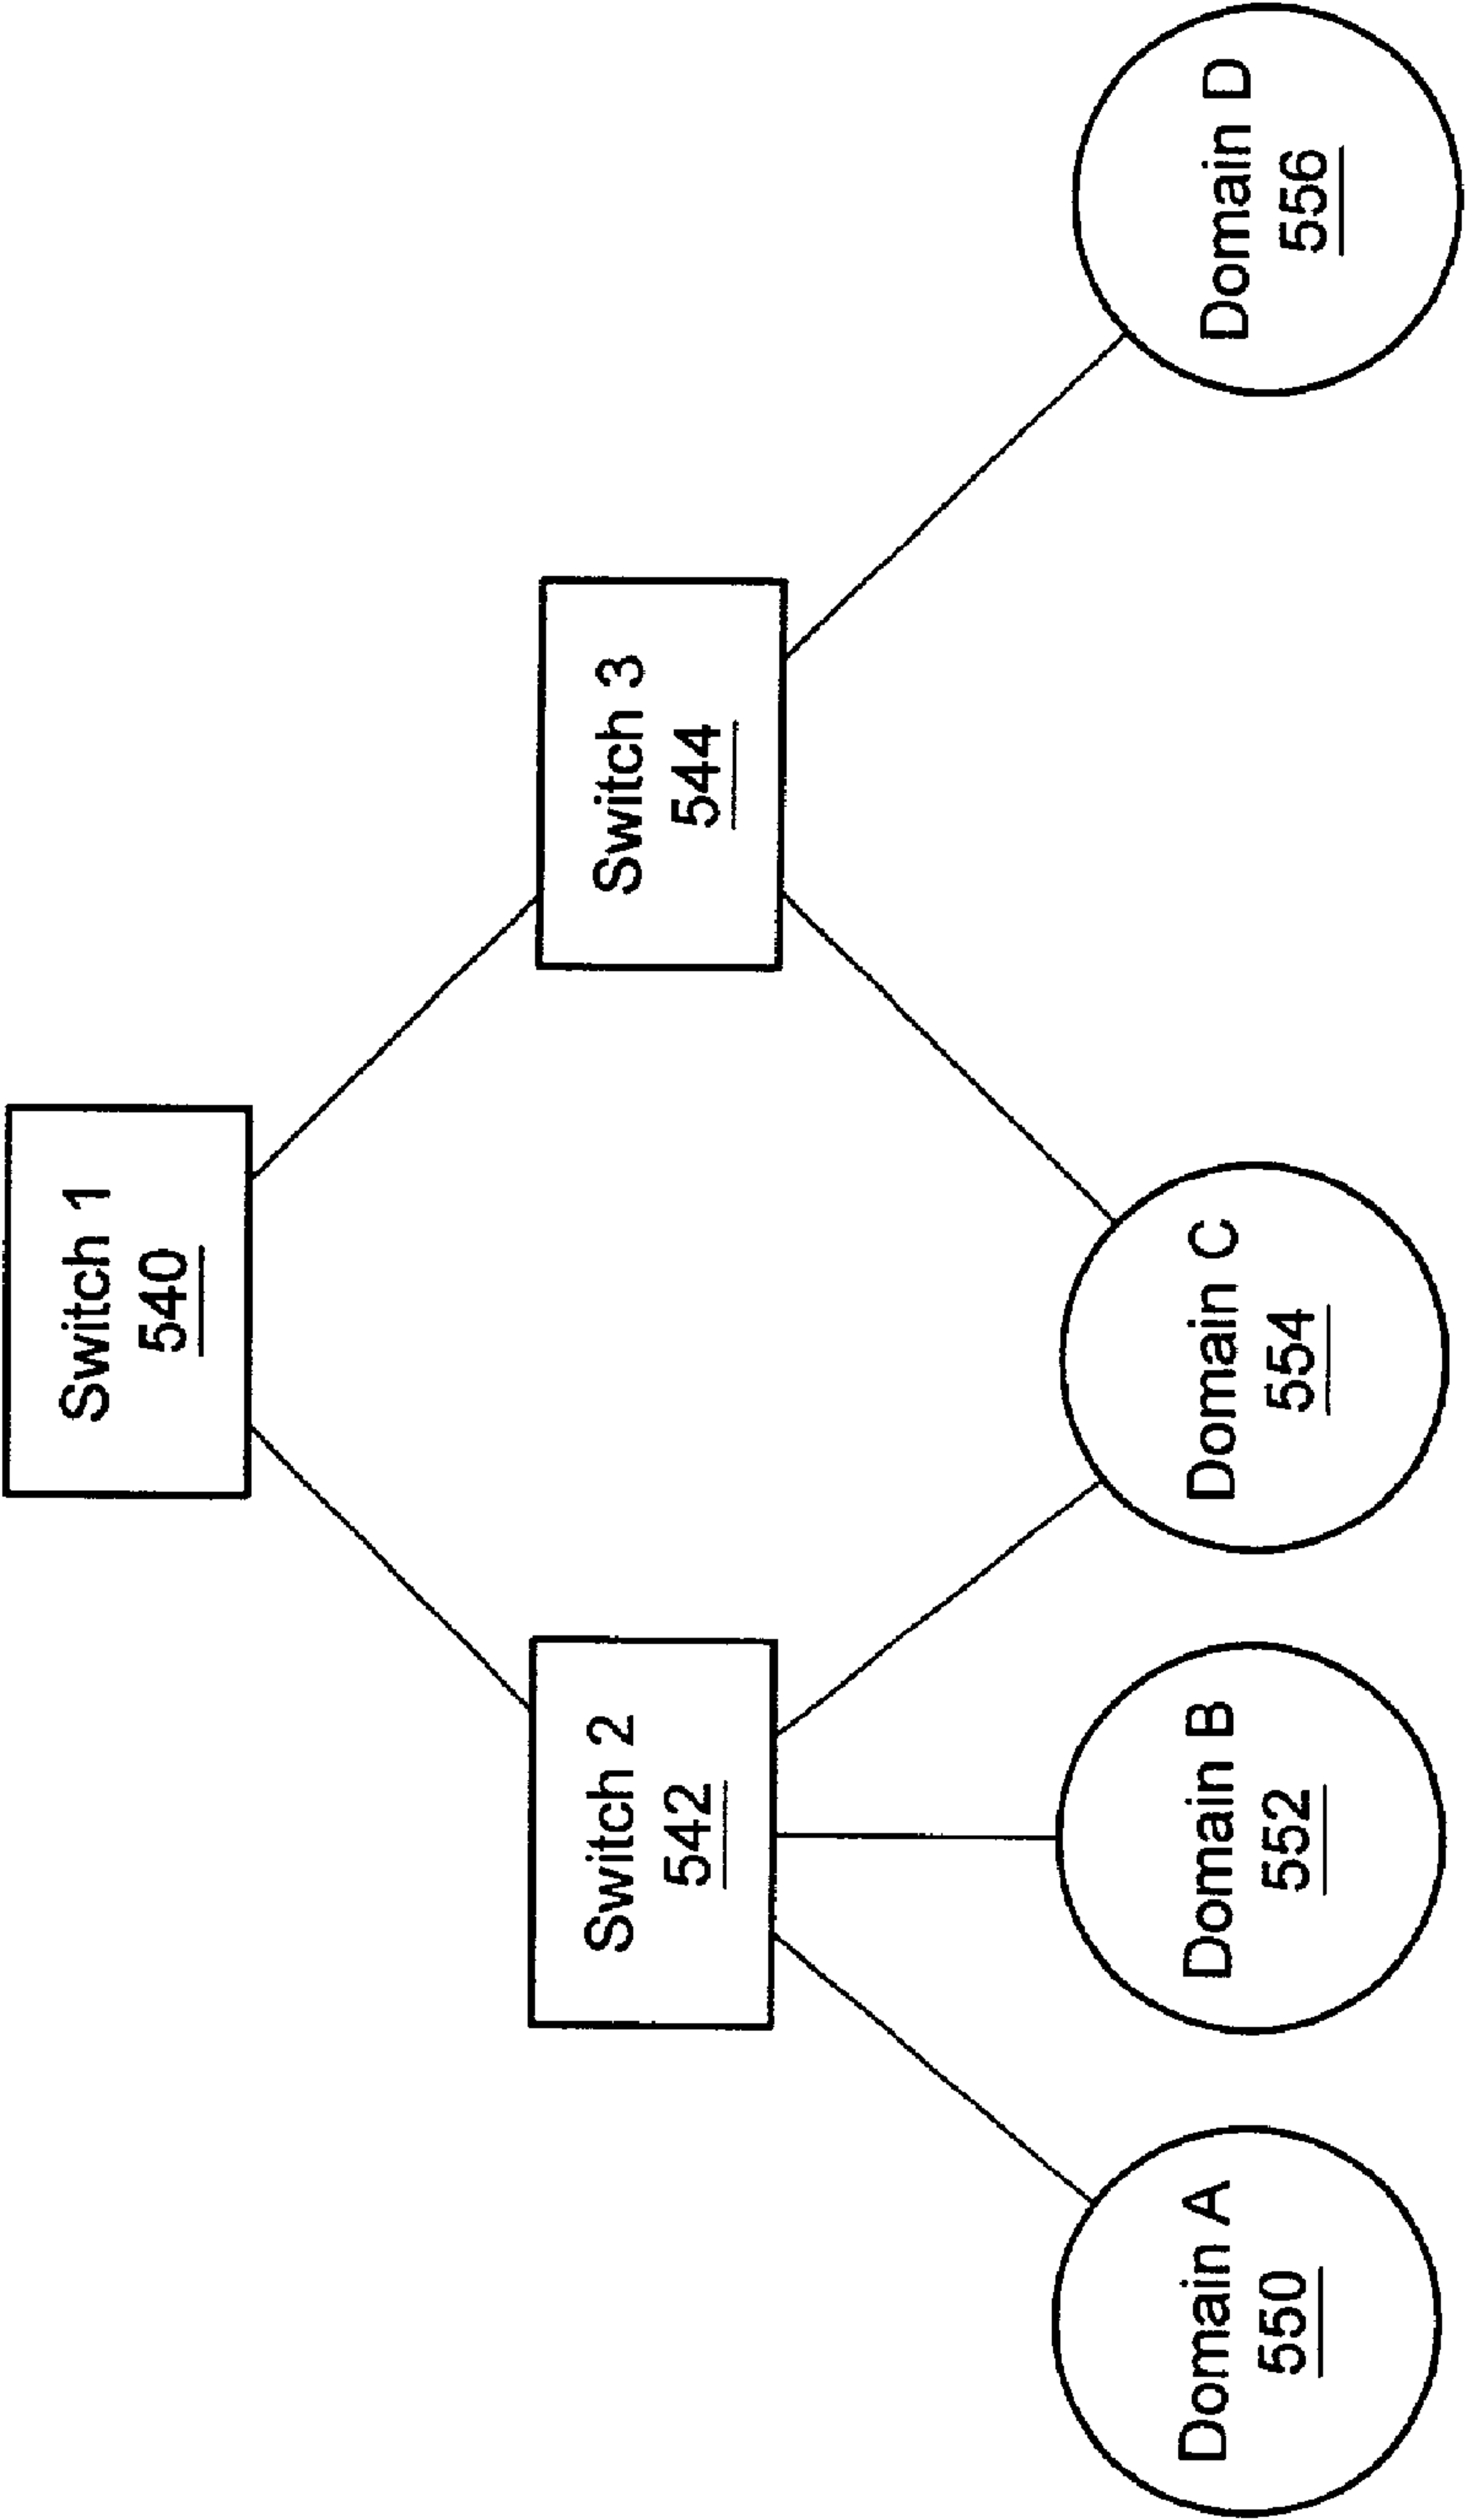 Switch 1
540
Switch 2
542
Switch 3
544
Domain A
550
Domain B
552
Domain C
554
Domain D
556